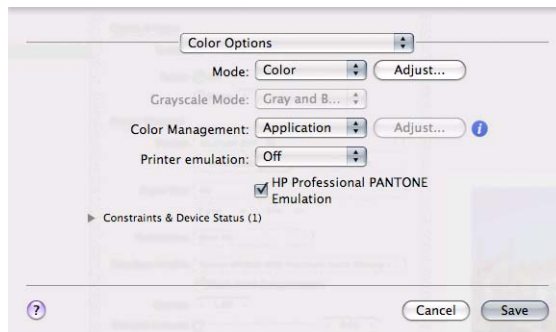 Color Options
Mode: Color Adjust...
Grayscale Mode: Gray and B...
Color Management: Application Adjust... i
Printer emulation: Off
HP Professional PANTONE
Emulation
Constraints & Device Status (1)
? Cancel Save